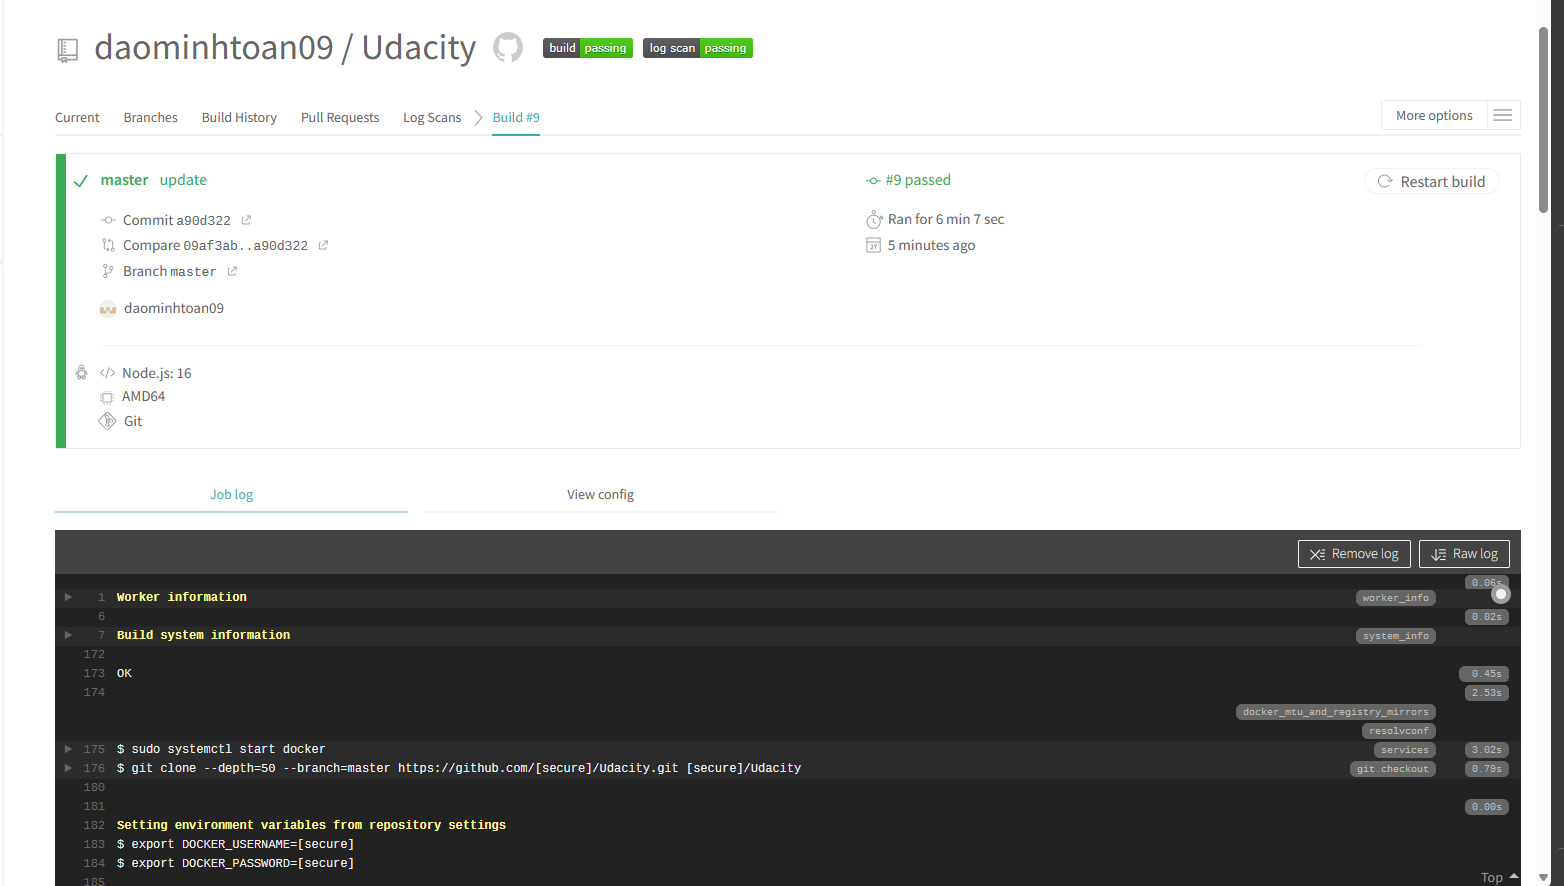 daominhtoan09 / Udacity
build passing
log scan passing
Current
Branches
Build History
Pull Requests
Log Scans
Build #9
More options
master update
#9 passed
Restart build
Commit a90d322
Ran for 6 min 7 sec
Compare 09af3ab..a90d322
27
5 minutes ago
Branch master
daominhtoan09
Node.js: 16
AMD64
Git
Job log
View config
Remove log
Raw log
0.06s
1 Worker information worker_info
6 0.02s
7 Build system information system_info
172
173 OK 0.45s
174 2.53s
docker_mtu_and_registry_mirrors
resolvconf
175 $ sudo systemctl start docker services 3.02s
176 $ git clone --depth=50 --branch=master https://github.com/[secure]/Udacity.git [secure]/Udacity git.checkout 0.79s
180
181 0.00s
182 Setting environment variables from repository settings
183 $ export DOCKER_USERNAME=[secure]
184 $ export DOCKER_PASSWORD=[secure]
185
Top